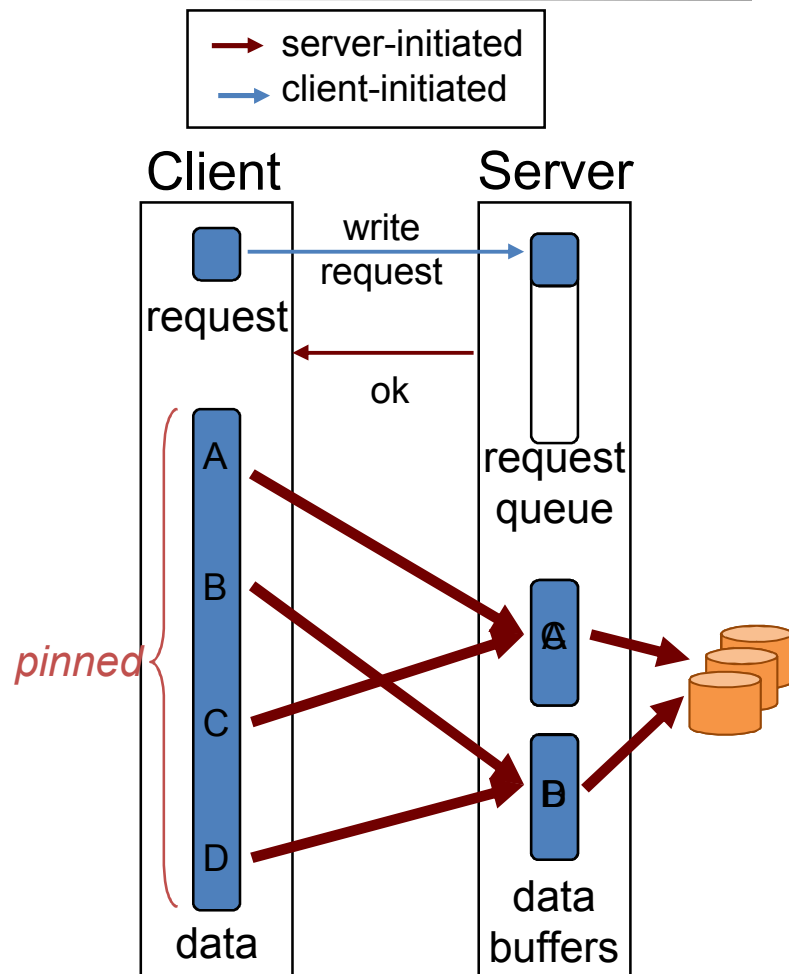 server-initiated
client-initiated
Client
Server
write
request
request
ok
request
queue
A
B
C
D
pinned
A
C
B
D
data
data
buffers